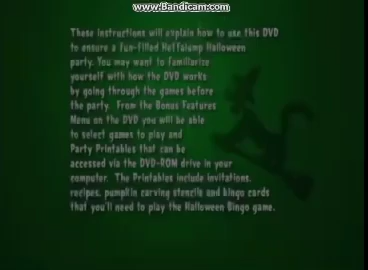 www.Bandicam.com
These instructions will explain how to use this DVD
to ensure a fun-filled Heffalump Halloween
party. You may want to familiarise
yourself with how the DVD works
by going through the games before
the party. From the Bonus Features
Menu on the DVD you will be able
to select games to play and
Party Printables that can be
accessed via the DVD-ROM drive in your
computer. The Printables include invitations,
recipes, pumpkin carving stencils and bingo cards
that you'll need to play the Halloween Bingo game.